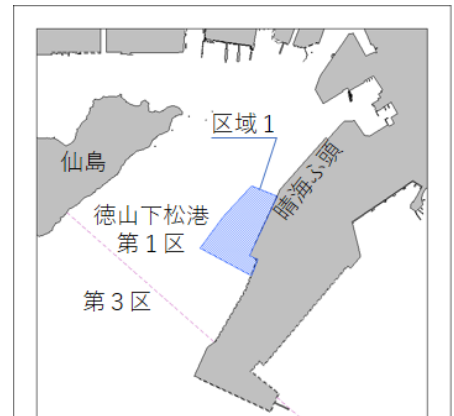 区域１
仙島
晴海ふ頭
徳山下松港
第１区
第３区